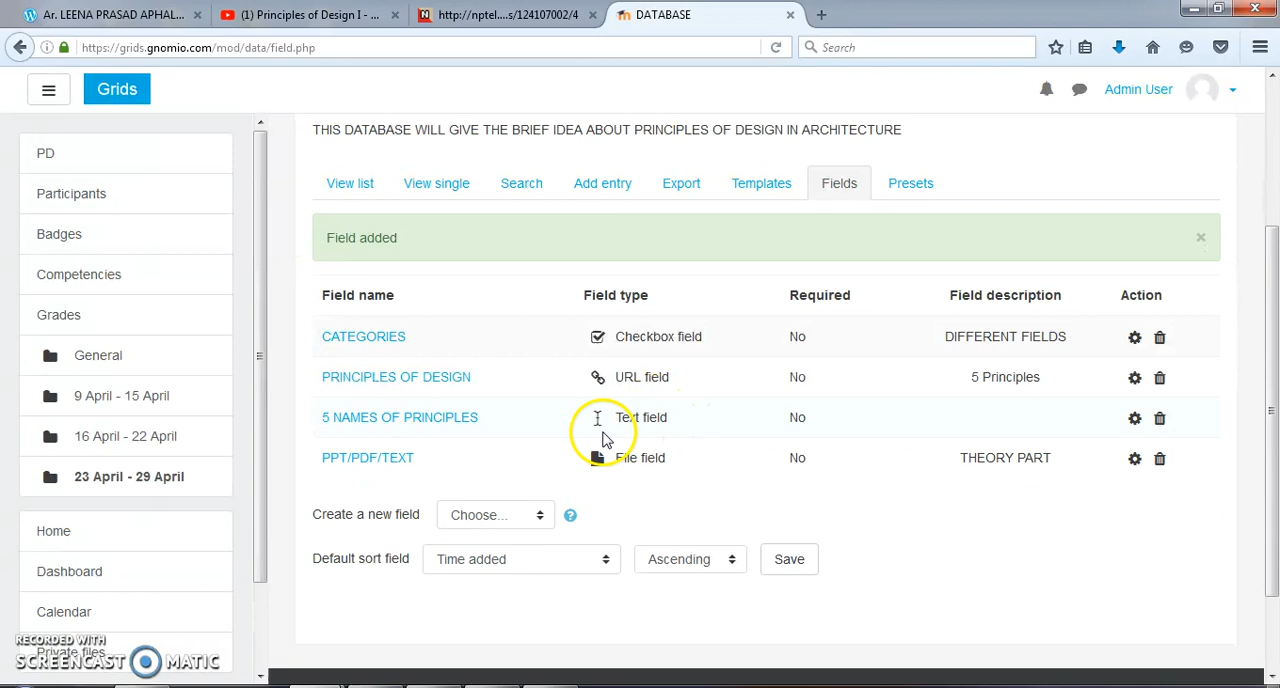 Ar. LEENA PRASAD APHAL... × (1) Principles of Design I - ... × http://nptel....s/124107002/4 × DATABASE × +
https://grids.gnomio.com/mod/data/field.php Search
Grids Admin User
PD
Participants
Badges
Competencies
Grades
General
9 April - 15 April
16 April - 22 April
23 April - 29 April
Home
Dashboard
Calendar
Private files
THIS DATABASE WILL GIVE THE BRIEF IDEA ABOUT PRINCIPLES OF DESIGN IN ARCHITECTURE
View list View single Search Add entry Export Templates Fields Presets
Field added ×
Field name Field type Required Field description Action
CATEGORIES Checkbox field No DIFFERENT FIELDS
PRINCIPLES OF DESIGN URL field No 5 Principles
5 NAMES OF PRINCIPLES Text field No
PPT/PDF/TEXT File field No THEORY PART
Create a new field Choose... ?
Default sort field Time added Ascending Save
RECORDED WITH
SCREENCAST MATIC